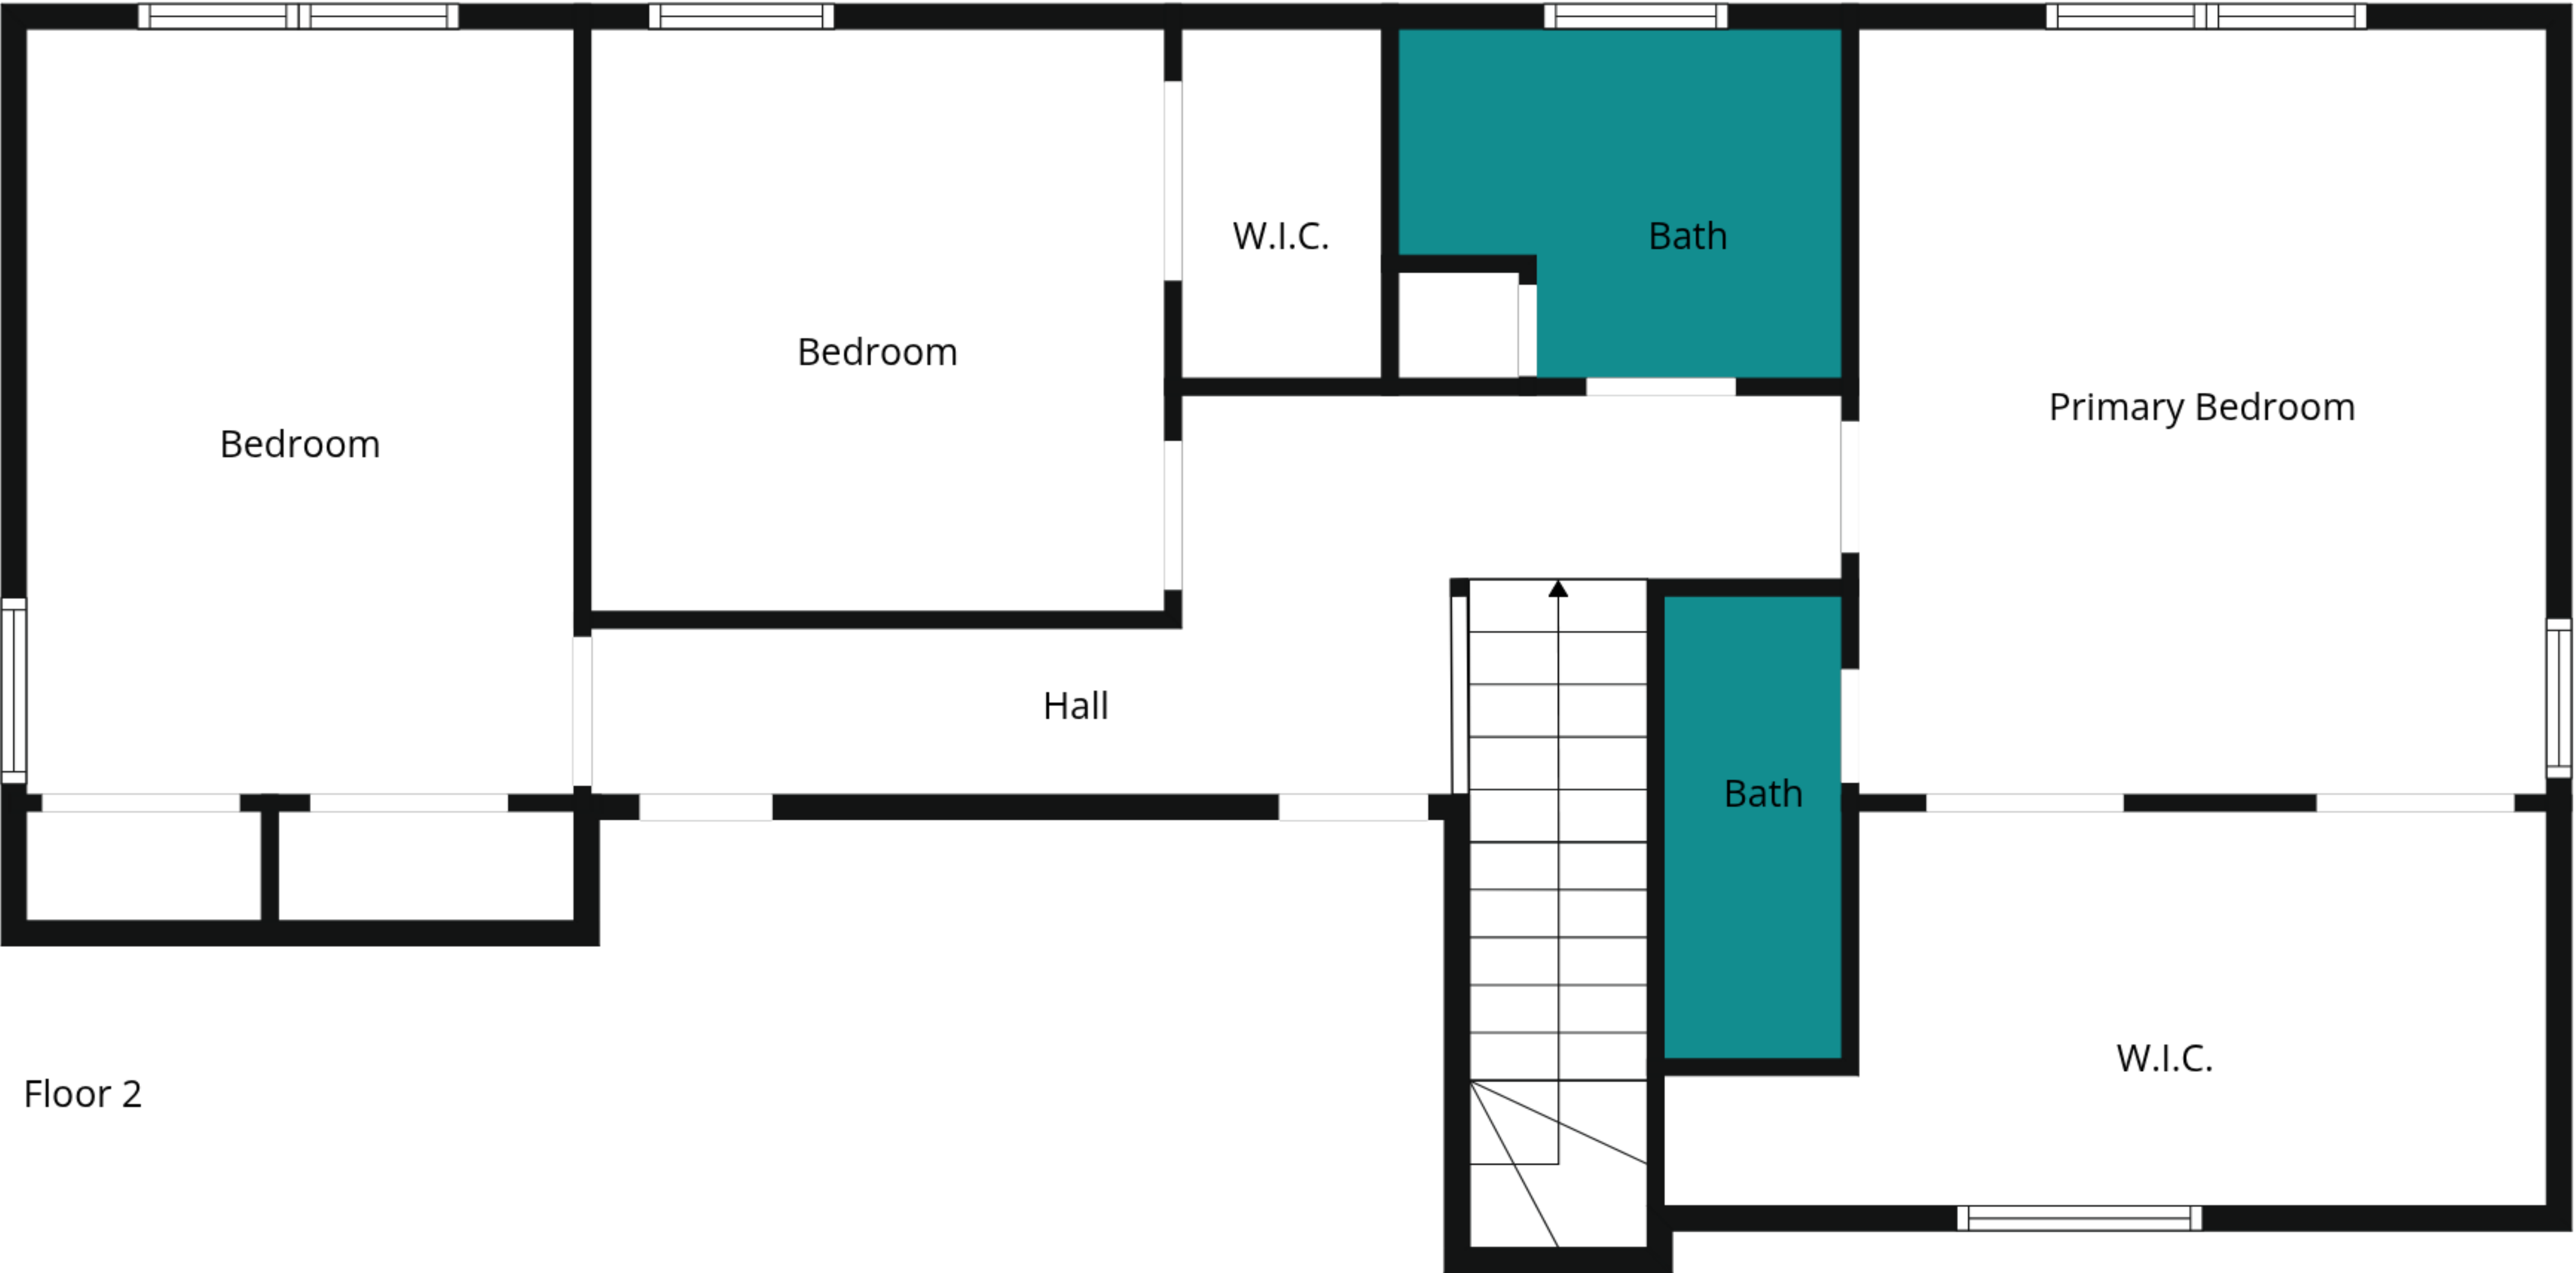 W.I.C.
Bath
Bedroom
Primary Bedroom
Bedroom
Hall
Bath
W.I.C.
Floor 2